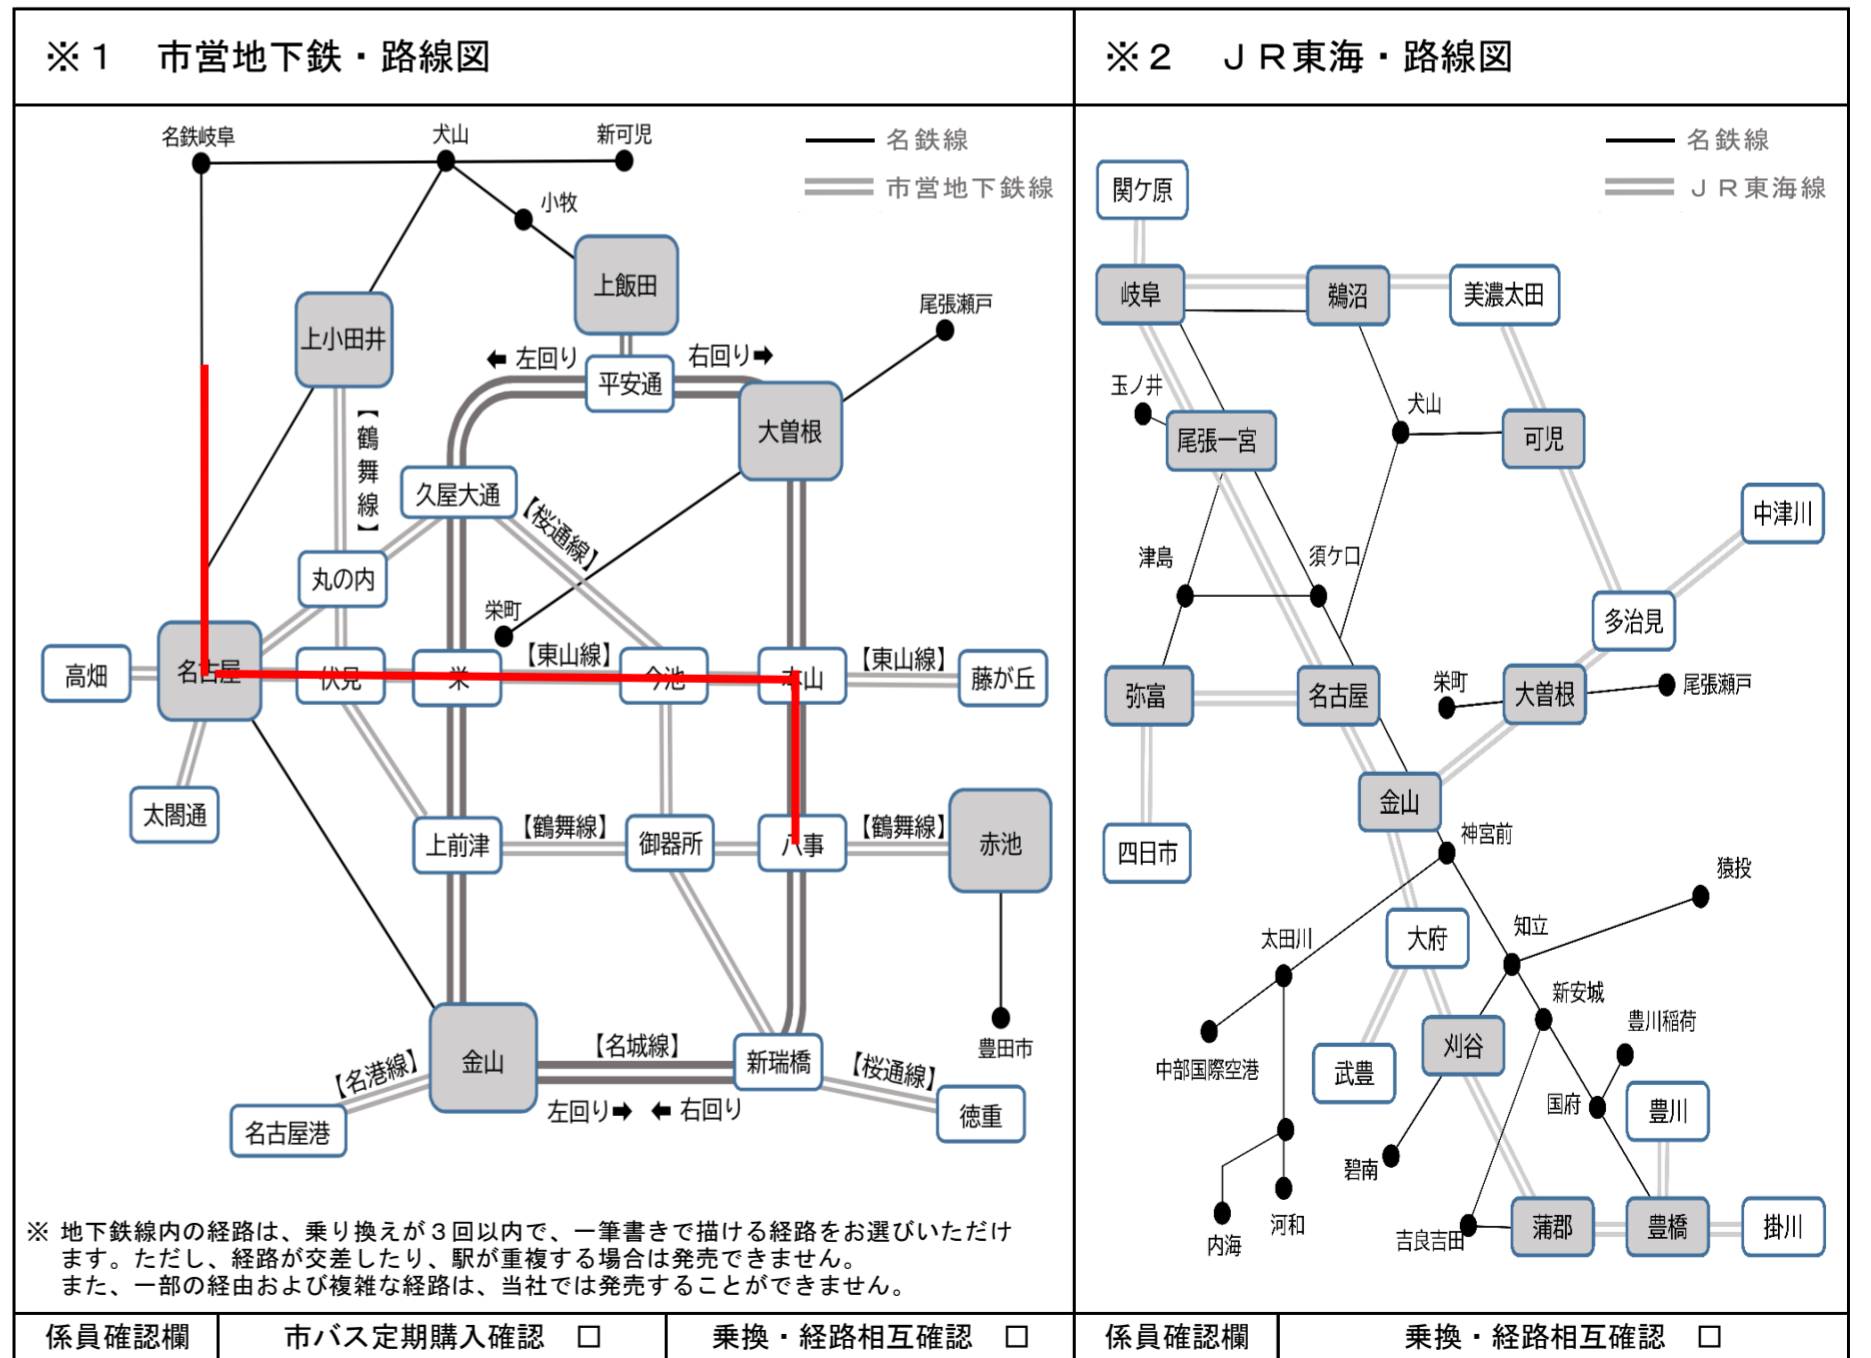 ※１　市営地下鉄・路線図
名鉄岐阜
犬山
新可児
名鉄線
市営地下鉄線
小牧
上飯田
尾張瀬戸
上小田井
⬅ 左回り
右回り ➡
平安通
大曽根
【鶴舞線】
久屋大通
【桜通線】
丸の内
栄町
高畑
名古屋
伏見
栄
【東山線】
今池
本山
【東山線】
藤が丘
太閤通
上前津
【鶴舞線】
御器所
八事
【鶴舞線】
赤池
豊田市
金山
【名城線】
新瑞橋
【名港線】
【桜通線】
左回り ➡ ⬅ 右回り
名古屋港
徳重
※ 地下鉄線内の経路は、乗り換えが３回以内で、一筆書きで描ける経路をお選びいただけ
ます。ただし、経路が交差したり、駅が重複する場合は発売できません。
また、一部の経由および複雑な経路は、当社では発売することができません。
係員確認欄
市バス定期購入確認　□
乗換・経路相互確認　□
※２　ＪＲ東海・路線図
名鉄線
ＪＲ東海線
関ケ原
岐阜
鵜沼
美濃太田
玉ノ井
尾張一宮
犬山
可児
中津川
津島
須ケ口
多治見
弥富
名古屋
栄町
大曽根
尾張瀬戸
金山
四日市
神宮前
猿投
太田川
大府
知立
新安城
豊川稲荷
中部国際空港
武豊
刈谷
国府
豊川
碧南
内海
河和
吉良吉田
蒲郡
豊橋
掛川
係員確認欄
乗換・経路相互確認　□